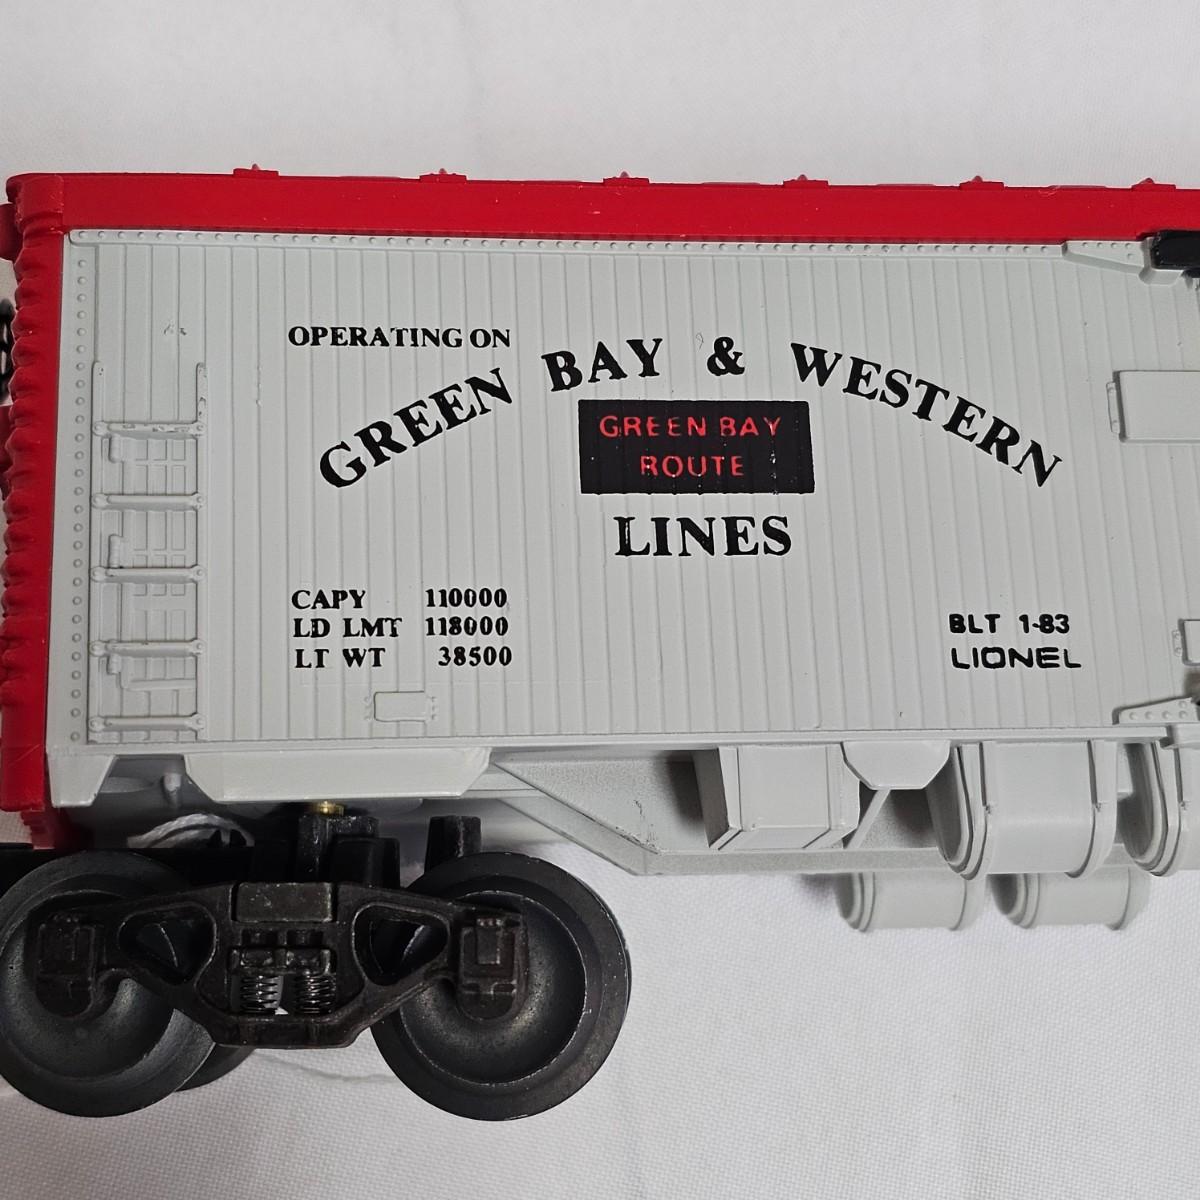 OPERATING ON
GREEN BAY & WESTERN
GREEN BAY
ROUTE
LINES
CAPY 110000
LD LMT 118000
LT WT 38500
BLT 1-83
LIONEL